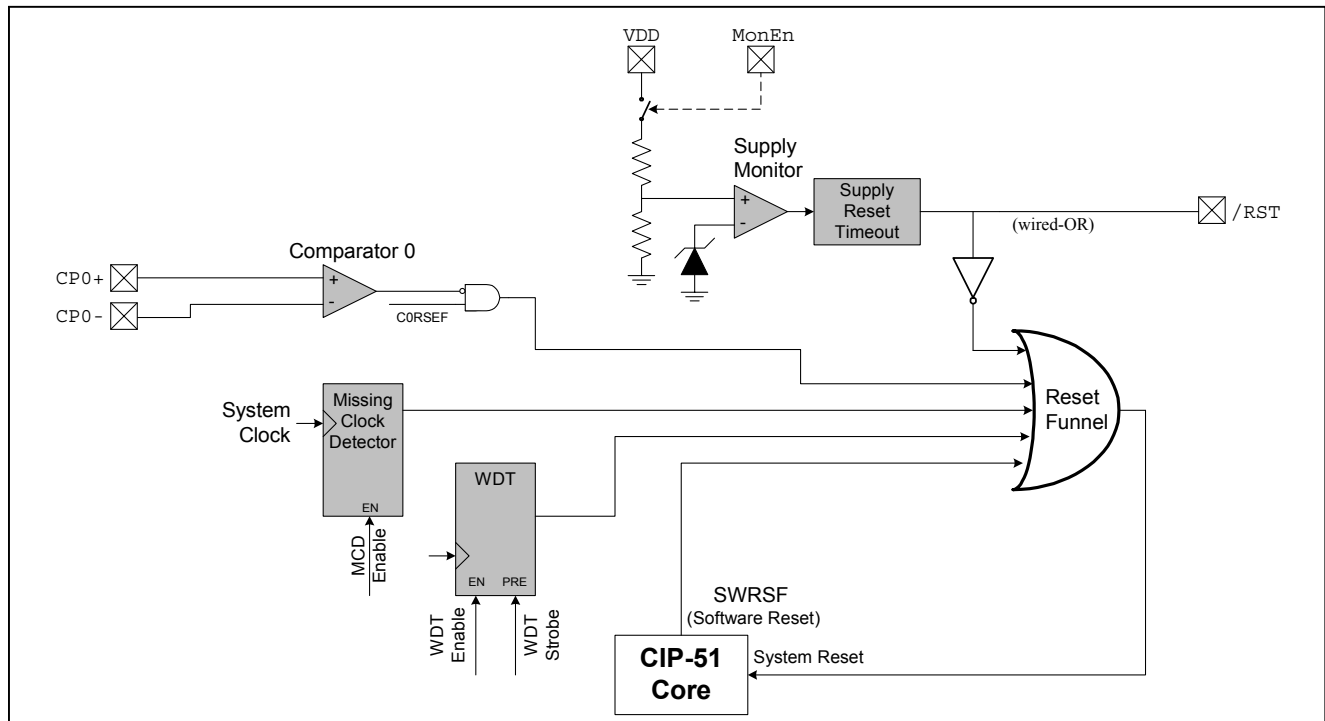 VDD
MonEn
Supply
Monitor
+
-
Supply
Reset
Timeout
(wired-OR)
/RST
Comparator 0
CP0+
CP0-
+
-
C0RSEF
Reset
Funnel
System
Clock
Missing
Clock
Detector
EN
MCD
Enable
WDT
EN
PRE
WDT
Enable
WDT
Strobe
SWRSF
(Software Reset)
CIP-51
Core
System Reset